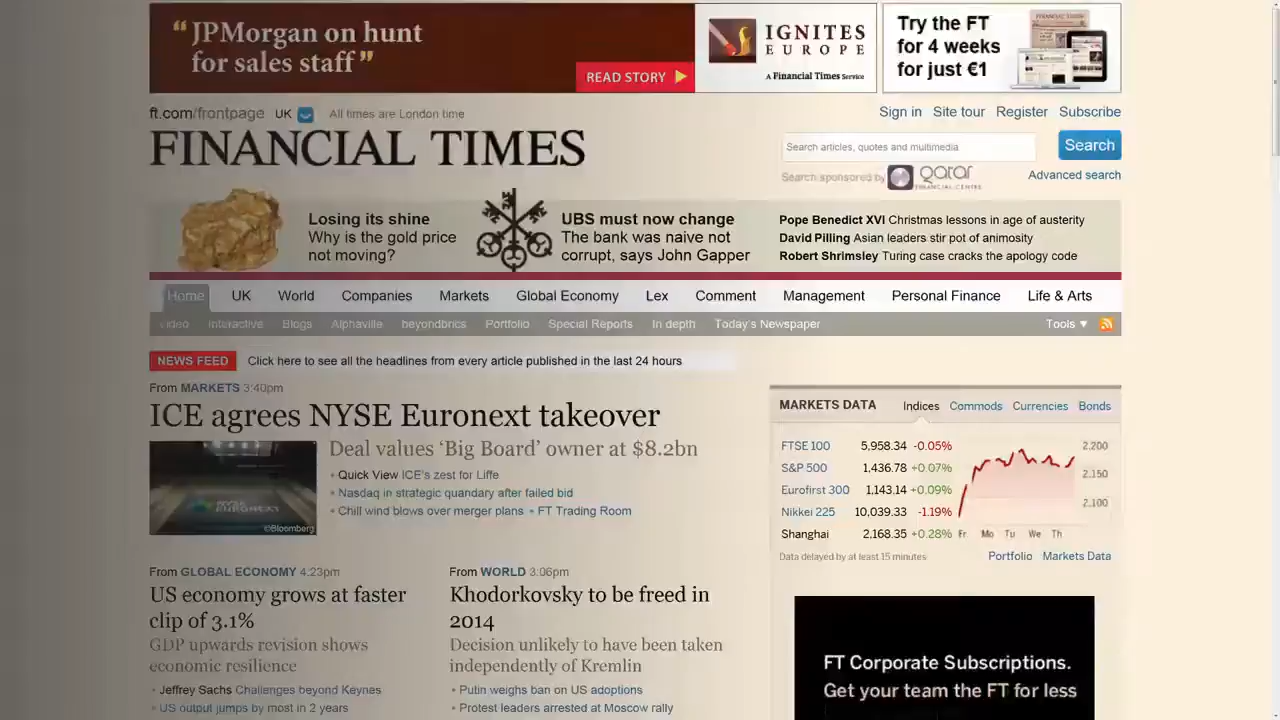 “JPMorgan on hunt
for sales staff”
READ STORY
IGNITES
EUROPE
A Financial Times Service
Try the FT
for 4 weeks
for just €1
ft.com/frontpage UK All times are London time
Sign in Site tour Register Subscribe
FINANCIAL TIMES
Search articles, quotes and multimedia
Search
Search sponsored by Qatar
FINANCIAL CENTRE
Advanced search
Losing its shine
Why is the gold price
not moving?
UBS must now change
The bank was naive not
corrupt, says John Gapper
Pope Benedict XVI Christmas lessons in age of austerity
David Pilling Asian leaders stir pot of animosity
Robert Shrimsley Turing case cracks the apology code
Home UK World Companies Markets Global Economy Lex Comment Management Personal Finance Life & Arts
Video Interactive Blogs Alphaville beyondbrics Portfolio Special Reports In depth Today's Newspaper Tools
NEWS FEED Click here to see all the headlines from every article published in the last 24 hours
From MARKETS 3:40pm
ICE agrees NYSE Euronext takeover
Deal values ‘Big Board’ owner at $8.2bn
Quick View ICE's zest for Liffe
Nasdaq in strategic quandary after failed bid
Chill wind blows over merger plans FT Trading Room
NYSE
EURONEXT
©Bloomberg
MARKETS DATA Indices Commods Currencies Bonds
FTSE 100 5,958.34 -0.05%
S&P 500 1,436.78 +0.07%
Eurofirst 300 1,143.14 +0.09%
Nikkei 225 10,039.33 -1.19%
Shanghai 2,168.35 +0.28%
2,200
2,150
2,100
Fr Mo Tu We Th
Data delayed by at least 15 minutes Portfolio Markets Data
From GLOBAL ECONOMY 4:23pm
US economy grows at faster
clip of 3.1%
GDP upwards revision shows
economic resilience
Jeffrey Sachs Challenges beyond Keynes
US output jumps by most in 2 years
From WORLD 3:06pm
Khodorkovsky to be freed in
2014
Decision unlikely to have been taken
independently of Kremlin
Putin weighs ban on US adoptions
Protest leaders arrested at Moscow rally
FT Corporate Subscriptions.
Get your team the FT for less